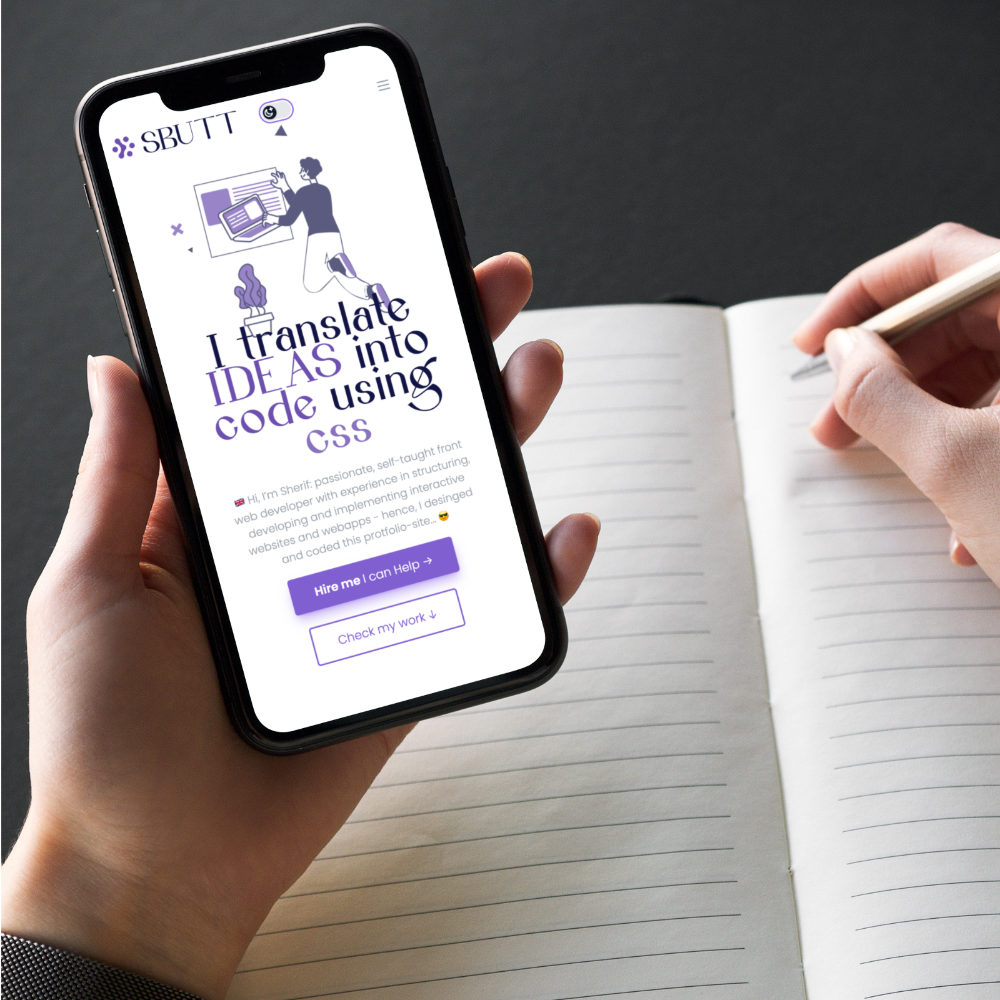 SBUTT
I translate
IDEAS into
code using
css
🇬🇧 Hi, I'm Sherif: passionate, self-taught front
web developer with experience in structuring,
developing and implementing interactive
websites and webapps - hence, I desinged
and coded this protfolio-site... 😎
Hire me I can Help →
Check my work ↓